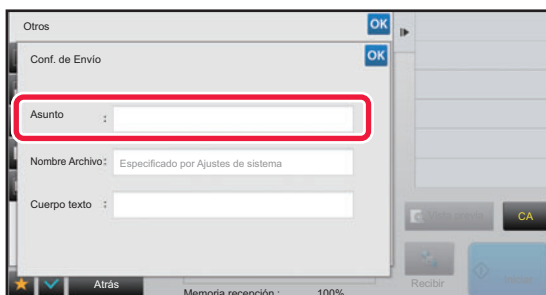 Otros
OK
Conf. de Envío
OK
Asunto :
Nombre Archivo: Especificado por Ajustes de sistema
Cuerpo texto :
CA
Atrás
Memoria recepción : 100%
Recibir